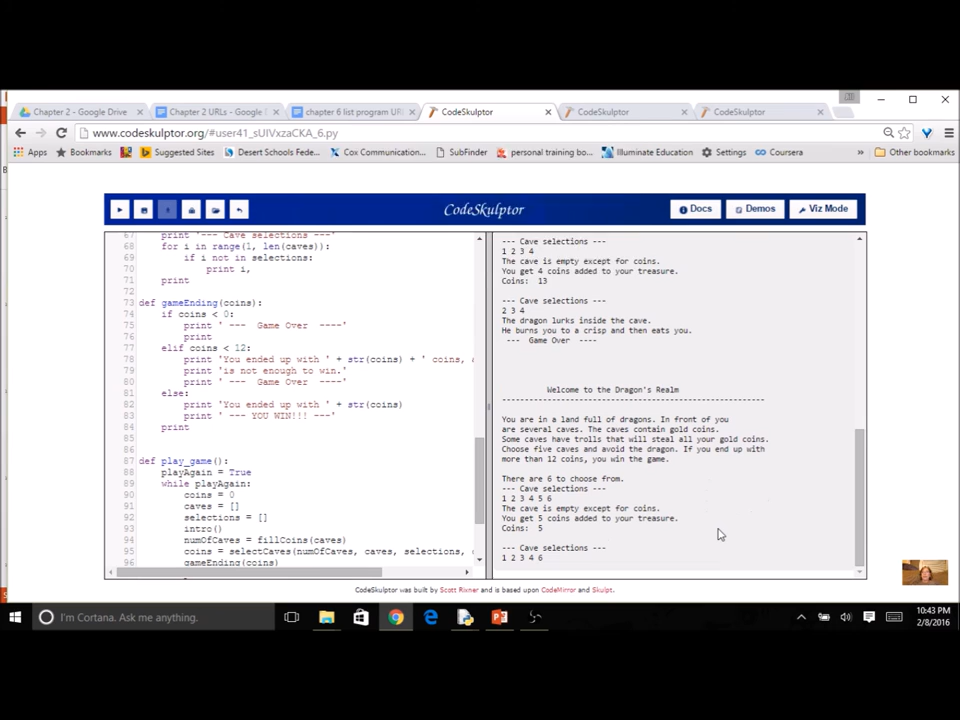 Chapter 2 - Google Drive
Chapter 2 URLs - Google
chapter 6 list program UR
CodeSkulptor
CodeSkulptor
CodeSkulptor
www.codeskulptor.org/#user41_sUIVxzaCKA_6.py
Apps
Bookmarks
Suggested Sites
Desert Schools Fede...
Cox Communication...
SubFinder
personal training bo...
Illuminate Education
Settings
Coursera
»
Other bookmarks
CodeSkulptor
Docs
Demos
Viz Mode
67 print '--- Cave selections ---'
68 for i in range(1, len(caves)):
69 if i not in selections:
70 print i,
71 print
72
73 def gameEnding(coins):
74 if coins < 0:
75 print ' ---  Game Over  ----'
76 print
77 elif coins < 12:
78 print 'You ended up with ' + str(coins) + ' coins,
79 print 'is not enough to win.'
80 print ' ---  Game Over  ----'
81 else:
82 print 'You ended up with ' + str(coins)
83 print ' --- YOU WIN!!! ---'
84 print
85
86
87 def play_game():
88 playAgain = True
89 while playAgain:
90 coins = 0
91 caves = []
92 selections = []
93 intro()
94 numOfCaves = fillCoins(caves)
95 coins = selectCaves(numOfCaves, caves, selections,
96 gameEnding(coins)
--- Cave selections ---
1 2 3 4
The cave is empty except for coins.
You get 4 coins added to your treasure.
Coins:  13
--- Cave selections ---
2 3 4
The dragon lurks inside the cave.
He burns you to a crisp and then eats you.
---  Game Over  ----
Welcome to the Dragon's Realm
------------------------------------------------------------
You are in a land full of dragons. In front of you
are several caves. The caves contain gold coins.
Some caves have trolls that will steal all your gold coins.
Choose five caves and avoid the dragon. If you end up with
more than 12 coins, you win the game.
There are 6 to choose from.
--- Cave selections ---
1 2 3 4 5 6
The cave is empty except for coins.
You get 5 coins added to your treasure.
Coins:  5
--- Cave selections ---
1 2 3 4 6
CodeSkulptor was built by Scott Rixner and is based upon CodeMirror and Skulpt.
I'm Cortana. Ask me anything.
10:43 PM
2/8/2016